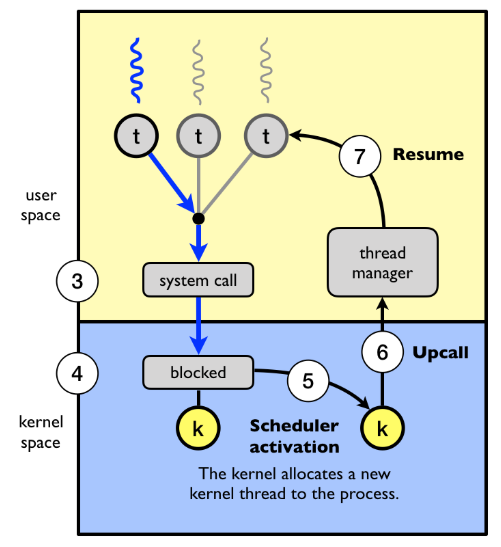 t
t
t
7
Resume
user
space
thread
manager
3
system call
6
Upcall
4
blocked
5
kernel
space
k
Scheduler
activation
k
The kernel allocates a new
kernel thread to the process.